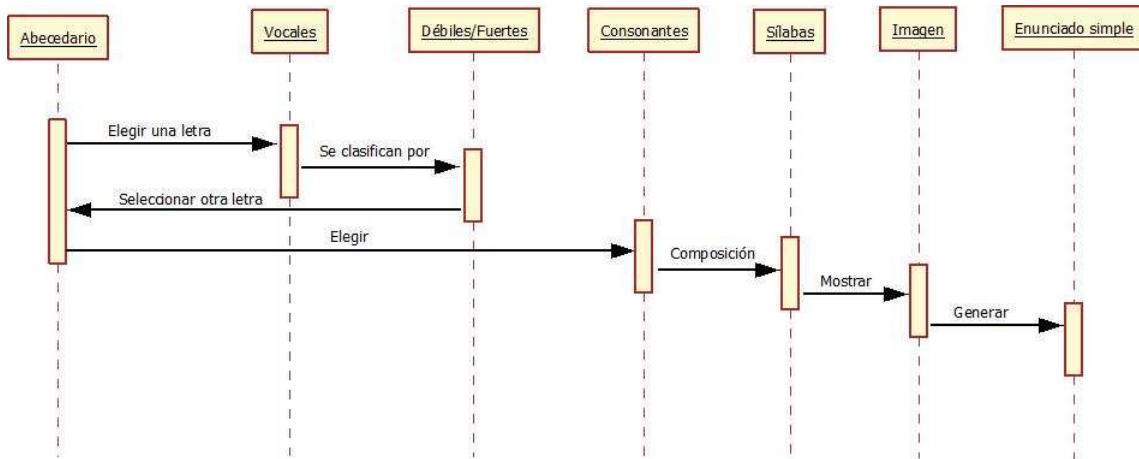 Abecedario
Vocales
Débiles/Fuertes
Consonantes
Sílabas
Imagen
Enunciado simple
Elegir una letra
Se clasifican por
Seleccionar otra letra
Elegir
Composición
Mostrar
Generar